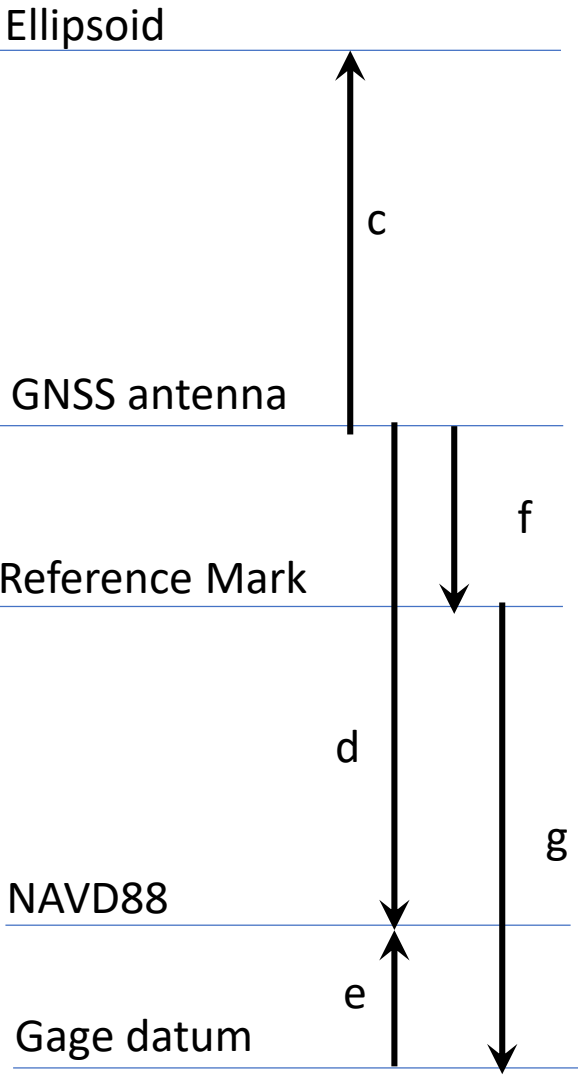 Ellipsoid
c
GNSS antenna
f
Reference Mark
d
g
NAVD88
e
Gage datum